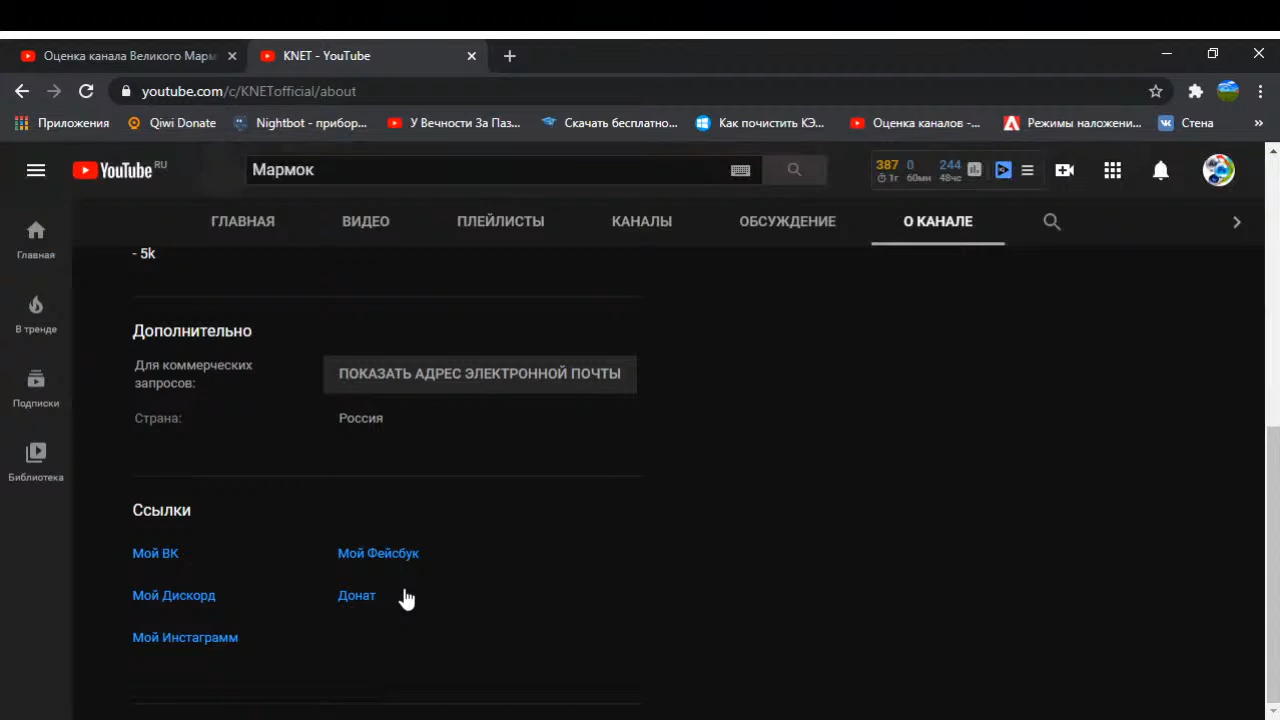 Оценка канала Великого Марм
KNET - YouTube
youtube.com/c/KNETofficial/about
Приложения
Qiwi Donate
Nightbot - прибор...
У Вечности За Паз...
Скачать бесплатно...
Как почистить КЭ...
Оценка каналов -...
Режимы наложени...
Стена
»
YouTube RU
Мармок
387 0 244
1г 60мн 48чс
ГЛАВНАЯ
ВИДЕО
ПЛЕЙЛИСТЫ
КАНАЛЫ
ОБСУЖДЕНИЕ
О КАНАЛЕ
Главная
В тренде
Подписки
Библиотека
- 5k
Дополнительно
Для коммерческих
запросов:
ПОКАЗАТЬ АДРЕС ЭЛЕКТРОННОЙ ПОЧТЫ
Страна:
Россия
Ссылки
Мой ВК
Мой Фейсбук
Мой Дискорд
Донат
Мой Инстаграмм